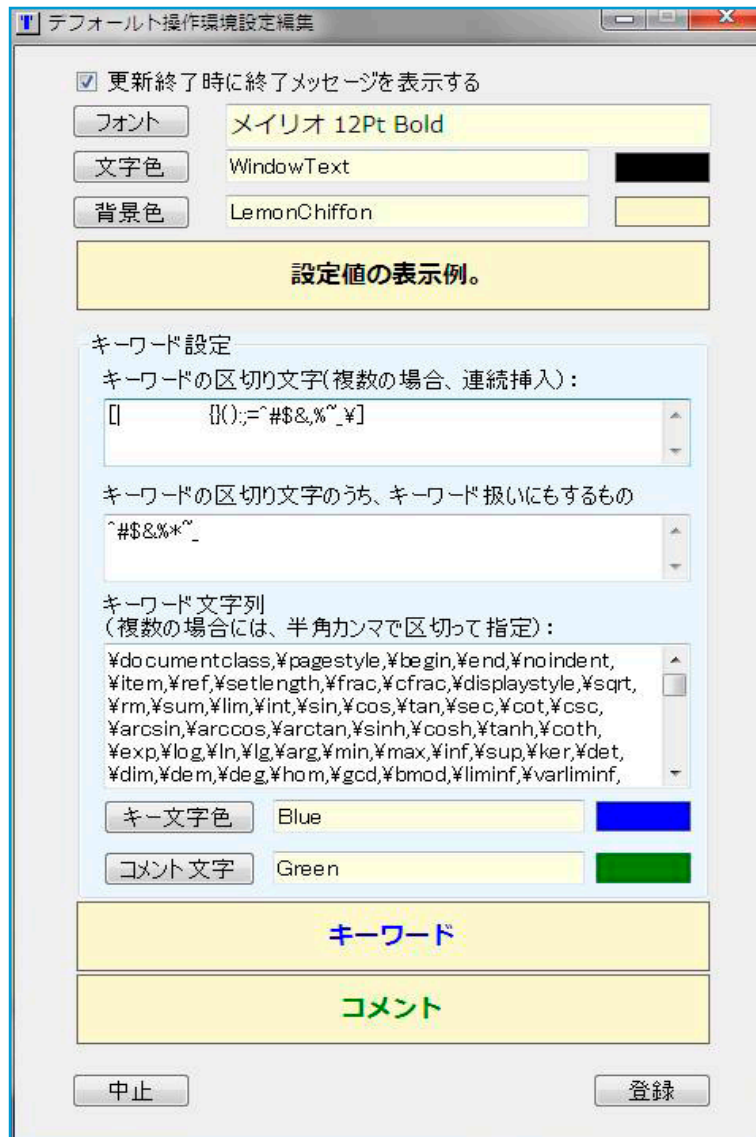 デフォールト操作環境設定編集
更新終了時に終了メッセージを表示する
フォント メイリオ 12Pt Bold
文字色 WindowText
背景色 LemonChiffon
設定値の表示例。
キーワード設定
キーワードの区切り文字(複数の場合、連続挿入):
[| {}():;=^#$&,%~_¥]
キーワードの区切り文字のうち、キーワード扱いにもするもの
^#$&%*~_
キーワード文字列
(複数の場合には、半角カンマで区切って指定):
¥documentclass,¥pagestyle,¥begin,¥end,¥noindent,
¥item,¥ref,¥setlength,¥frac,¥cfrac,¥displaystyle,¥sqrt,
¥rm,¥sum,¥lim,¥int,¥sin,¥cos,¥tan,¥sec,¥cot,¥csc,
¥arcsin,¥arccos,¥arctan,¥sinh,¥cosh,¥tanh,¥coth,
¥exp,¥log,¥ln,¥lg,¥arg,¥min,¥max,¥inf,¥sup,¥ker,¥det,
¥dim,¥dem,¥deg,¥hom,¥gcd,¥bmod,¥liminf,¥varliminf,
キー文字色 Blue
コメント文字 Green
キーワード
コメント
中止 登録